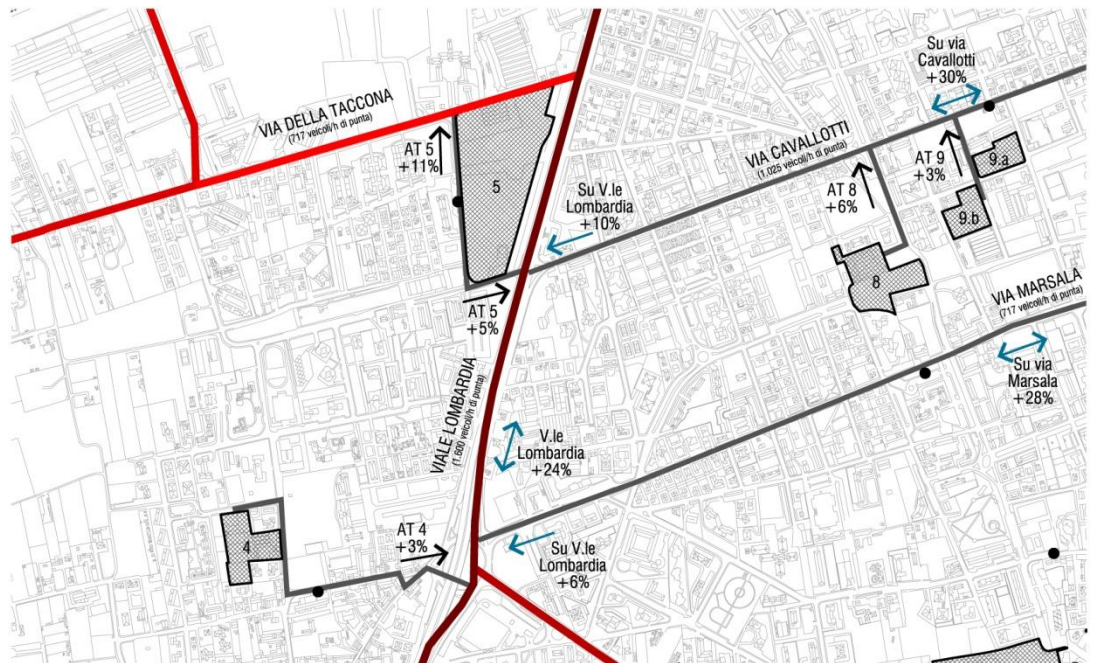 Su via
Cavallotti
+30%
VIA DELLA TACCONA
(717 veicoli/h di punta)
AT 5
+11%
5
VIA CAVALLOTTI
(1.025 veicoli/h di punta)
AT 9
+3%
9.a
Su V.le
Lombardia
+10%
AT 8
+6%
9.b
8
AT 5
+5%
VIA MARSALA
(717 veicoli/h di punta)
Su via
Marsala
+28%
VIALE LOMBARDIA
(1.600 veicoli/h di punta)
V.le
Lombardia
+24%
AT 4
+3%
4
Su V.le
Lombardia
+6%